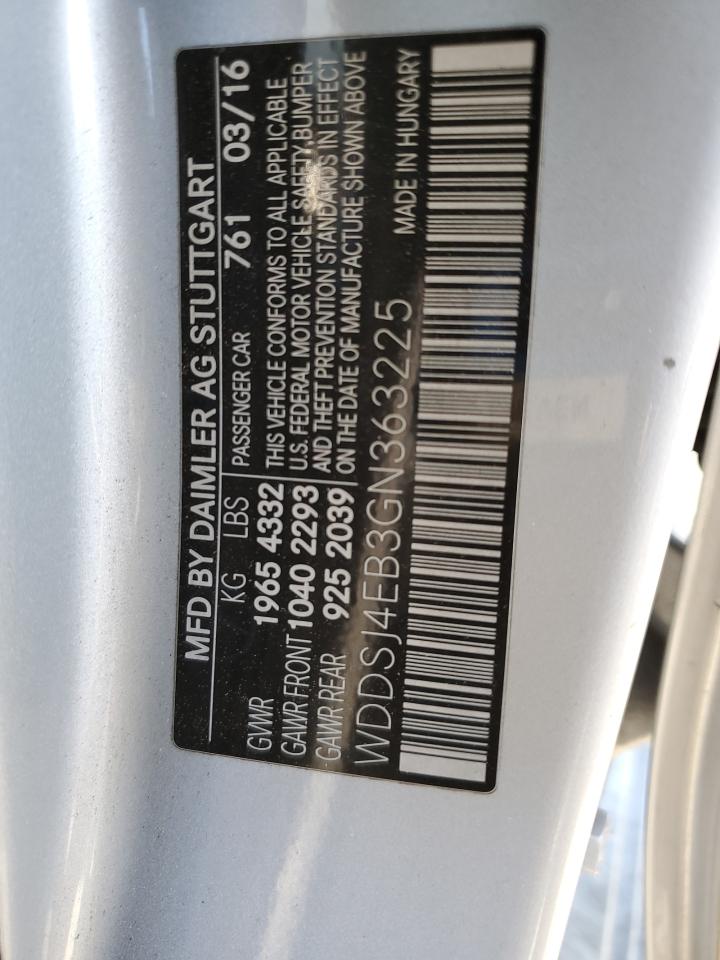 MFD BY DAIMLER AG STUTTGART
KG LBS PASSENGER CAR 761 03/16
GVWR 1965 4332
GAWR FRONT 1040 2293
GAWR REAR 925 2039
THIS VEHICLE CONFORMS TO ALL APPLICABLE
U.S. FEDERAL MOTOR VEHICLE SAFETY, BUMPER
AND THEFT PREVENTION STANDARDS IN EFFECT
ON THE DATE OF MANUFACTURE SHOWN ABOVE
WDDSJ4EB3GN363225 MADE IN HUNGARY